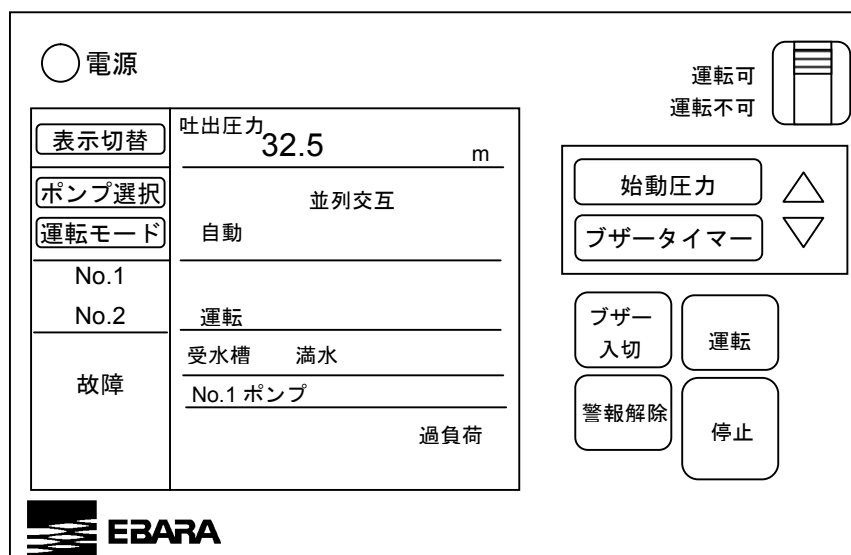 電源
表示切替
吐出圧力
32.5
m
ポンプ選択
並列交互
運転モード
自動
No.1
No.2
運転
受水槽 満水
故障
No.1 ポンプ
過負荷
運転可
運転不可
始動圧力
ブザータイマー
ブザー
入切
運転
警報解除
停止
EBARA